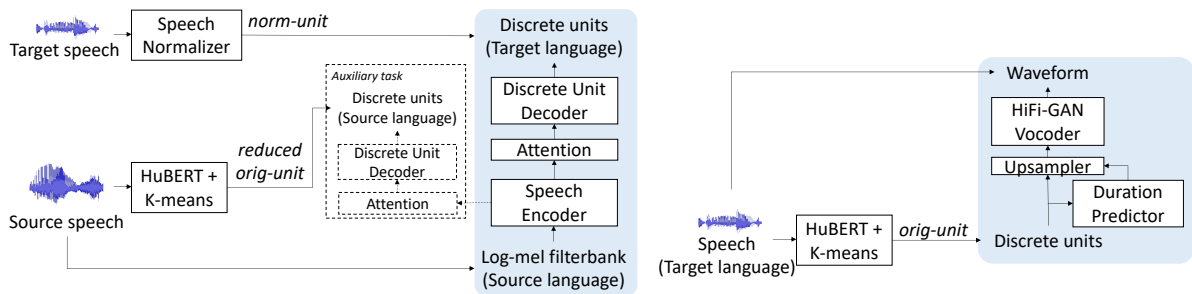 Target speech
Speech
Normalizer
norm-unit
Discrete units
(Target language)
Auxiliary task
Discrete units
(Source language)
Discrete Unit
Decoder
Attention
Discrete Unit
Decoder
Attention
Speech
Encoder
Log-mel filterbank
(Source language)
Source speech
HuBERT +
K-means
reduced
orig-unit
Waveform
HiFi-GAN
Vocoder
Upsampler
Duration
Predictor
Discrete units
Speech
(Target language)
HuBERT +
K-means
orig-unit